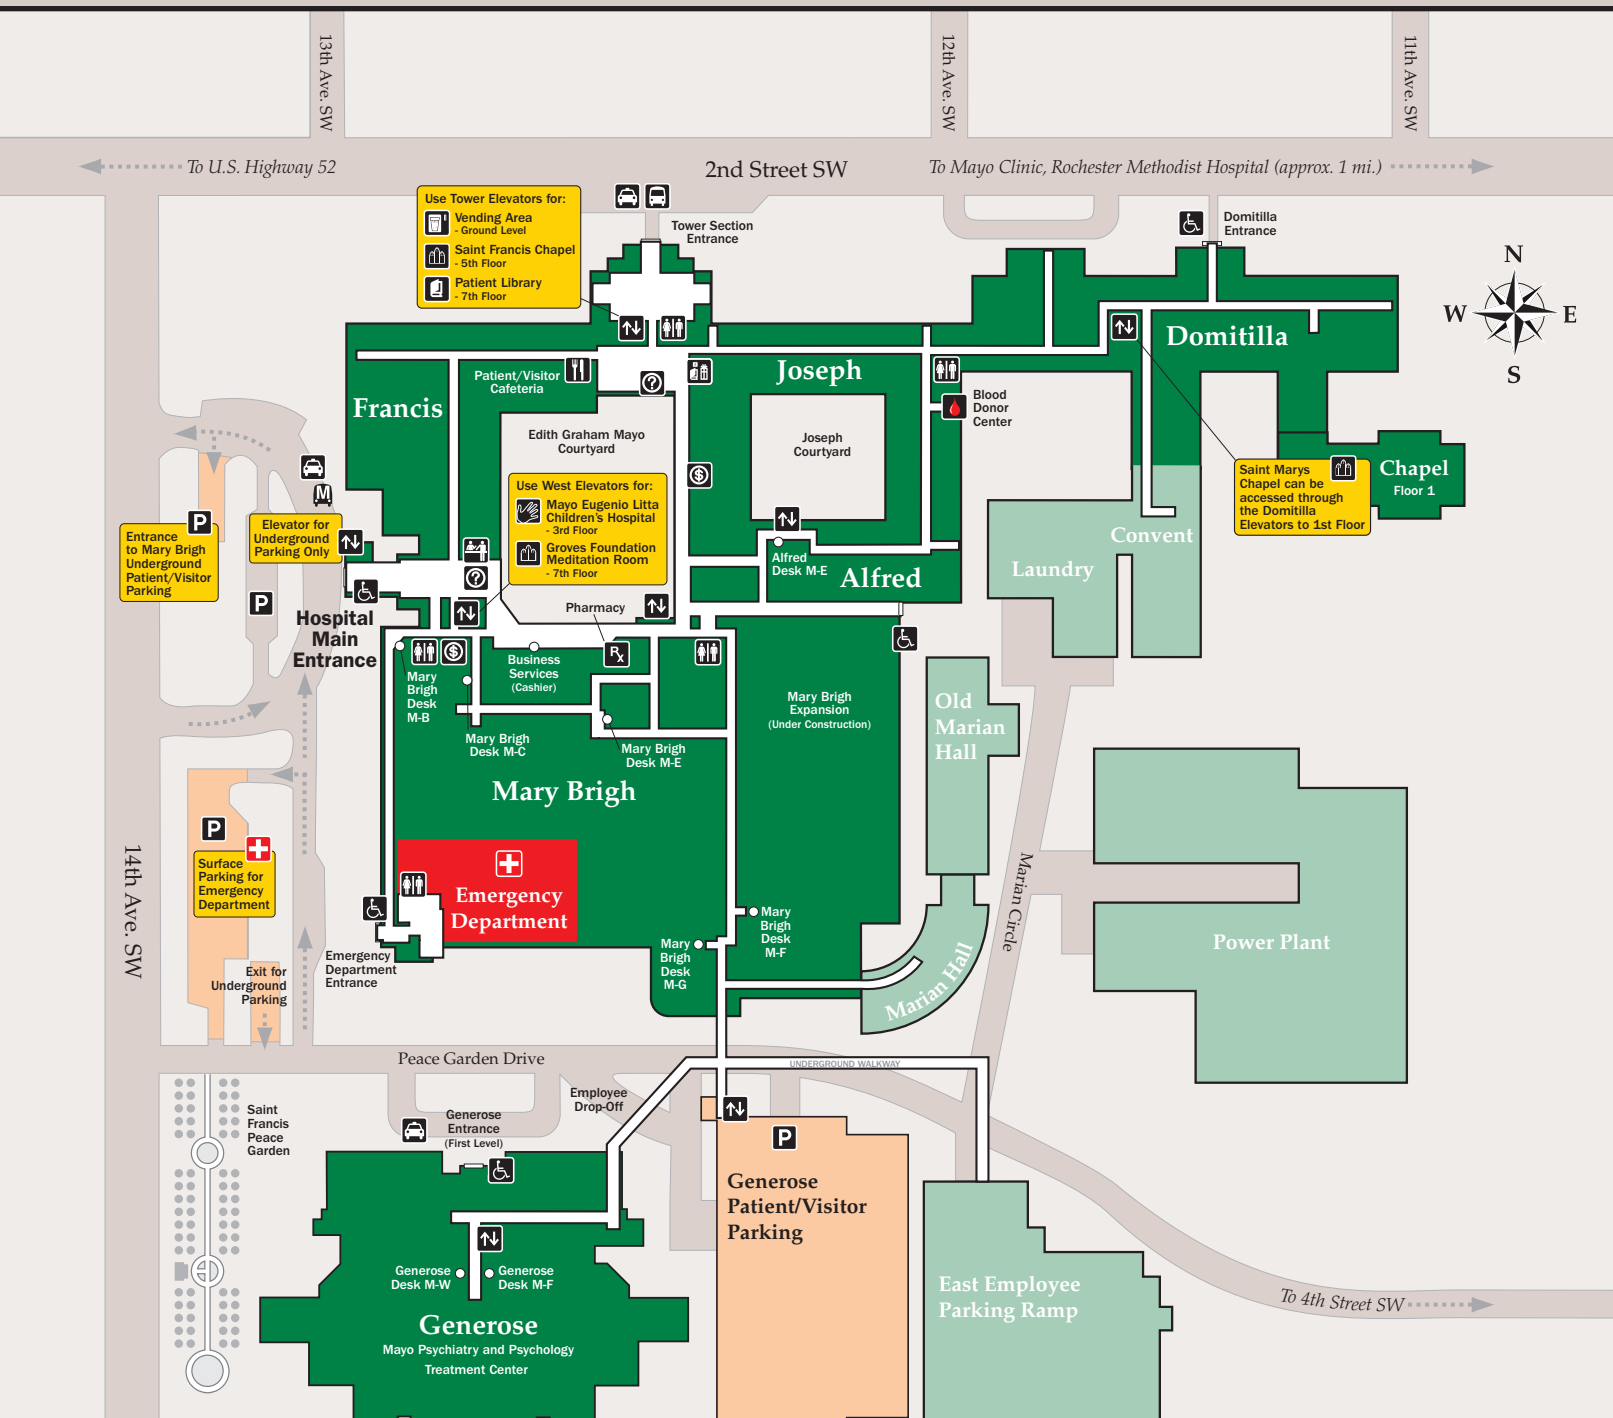 13th Ave. SW
12th Ave. SW
11th Ave. SW
To U.S. Highway 52
2nd Street SW
To Mayo Clinic, Rochester Methodist Hospital (approx. 1 mi.)
Use Tower Elevators for:
Vending Area
- Ground Level
Saint Francis Chapel
- 5th Floor
Patient Library
- 7th Floor
Tower Section
Entrance
Domitilla
Entrance
N
W
E
S
Domitilla
Joseph
Patient/Visitor
Cafeteria
?
Francis
Blood
Donor
Center
Edith Graham Mayo
Courtyard
Joseph
Courtyard
$
Saint Marys
Chapel can be
accessed through
the Domitilla
Elevators to 1st Floor
Chapel
Floor 1
M
Use West Elevators for:
Mayo Eugenio Litta
Children's Hospital
- 3rd Floor
Groves Foundation
Meditation Room
- 7th Floor
P
Entrance
to Mary Brigh
Underground
Patient/Visitor
Parking
Elevator for
Underground
Parking Only
?
P
Alfred
Desk M-E
Alfred
Convent
Laundry
Hospital
Main
Entrance
Pharmacy
Rx
$
Mary
Brigh
Desk
M-B
Business
Services
(Cashier)
Mary Brigh
Desk M-C
Mary Brigh
Desk M-E
Mary Brigh
Expansion
(Under Construction)
Old
Marian
Hall
Mary Brigh
P
Surface
Parking for
Emergency
Department
14th Ave. SW
Emergency
Department
Marian Circle
Mary
Brigh
Desk
M-F
Mary
Brigh
Desk
M-G
Marian Hall
Power Plant
Emergency
Department
Entrance
Exit for
Underground
Parking
Peace Garden Drive
UNDERGROUND WALKWAY
Employee
Drop-Off
Saint
Francis
Peace
Garden
Generose
Entrance
(First Level)
P
Generose
Patient/Visitor
Parking
Generose
Desk M-W
Generose
Desk M-F
Generose
Mayo Psychiatry and Psychology
Treatment Center
East Employee
Parking Ramp
To 4th Street SW